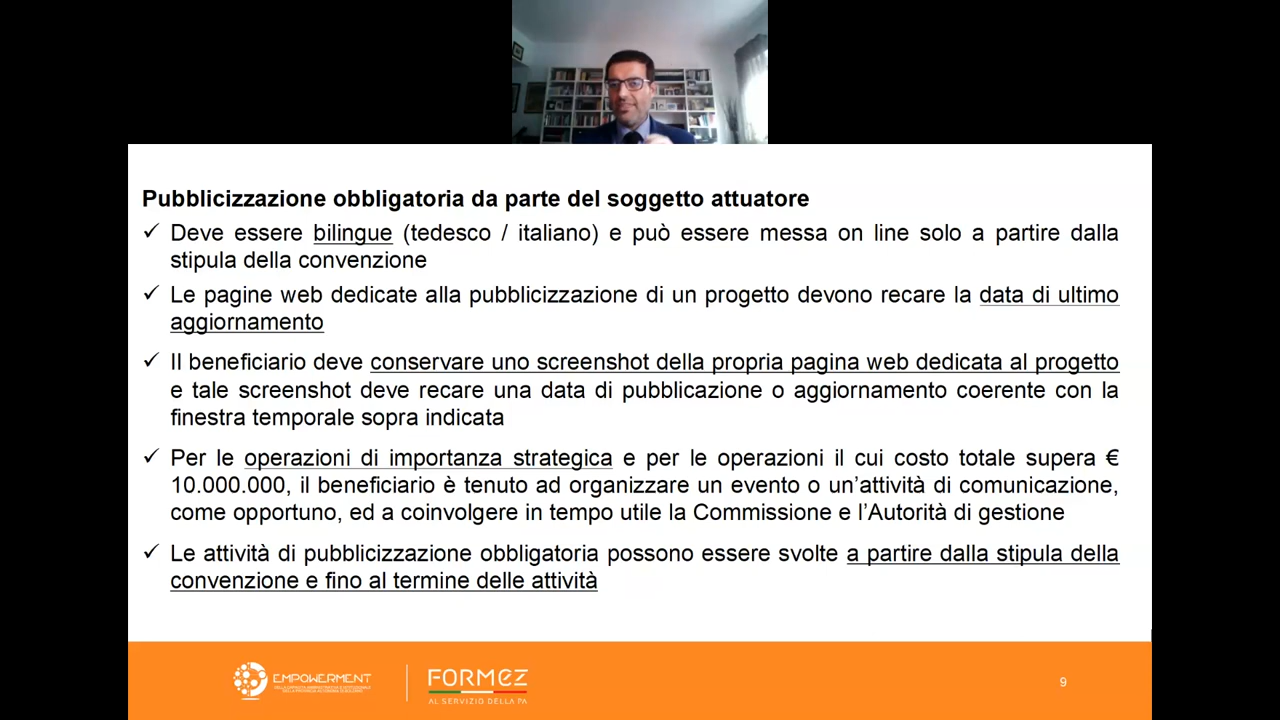 Pubblicizzazione obbligatoria da parte del soggetto attuatore
✓ Deve essere bilingue (tedesco / italiano) e può essere messa on line solo a partire dalla
stipula della convenzione
✓ Le pagine web dedicate alla pubblicizzazione di un progetto devono recare la data di ultimo
aggiornamento
✓ Il beneficiario deve conservare uno screenshot della propria pagina web dedicata al progetto
e tale screenshot deve recare una data di pubblicazione o aggiornamento coerente con la
finestra temporale sopra indicata
✓ Per le operazioni di importanza strategica e per le operazioni il cui costo totale supera €
10.000.000, il beneficiario è tenuto ad organizzare un evento o un’attività di comunicazione,
come opportuno, ed a coinvolgere in tempo utile la Commissione e l’Autorità di gestione
✓ Le attività di pubblicizzazione obbligatoria possono essere svolte a partire dalla stipula della
convenzione e fino al termine delle attività
EMPOWERMENT
FORMEZ
AL SERVIZIO DELLA PA
9